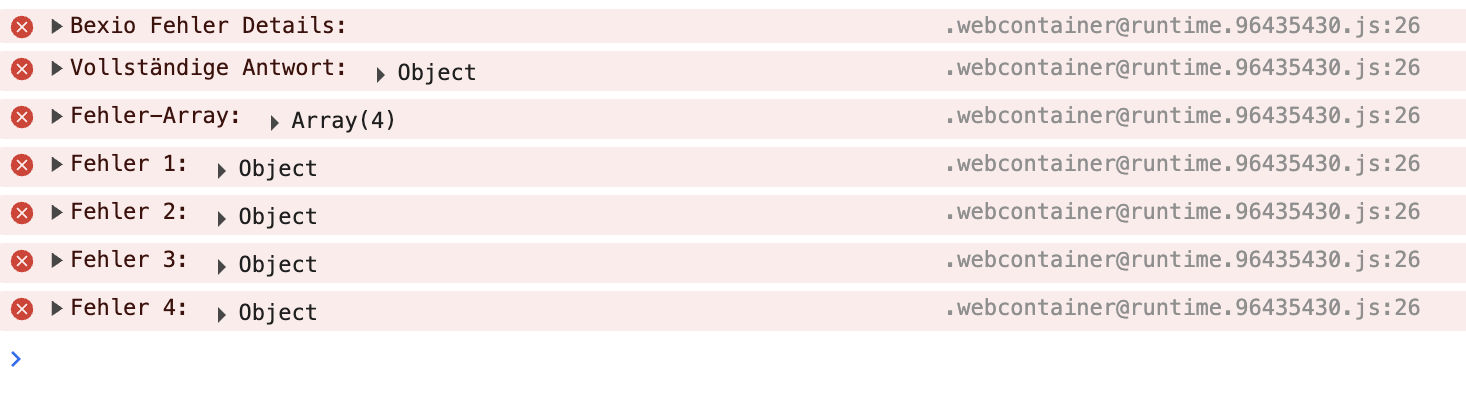 Bexio Fehler Details: .webcontainer@runtime.96435430.js:26
Vollständige Antwort: Object .webcontainer@runtime.96435430.js:26
Fehler-Array: Array(4) .webcontainer@runtime.96435430.js:26
Fehler 1: Object .webcontainer@runtime.96435430.js:26
Fehler 2: Object .webcontainer@runtime.96435430.js:26
Fehler 3: Object .webcontainer@runtime.96435430.js:26
Fehler 4: Object .webcontainer@runtime.96435430.js:26